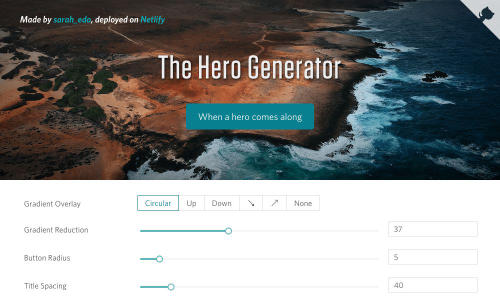 Made by sarah_edo, deployed on Netlify
The Hero Generator
When a hero comes along
Gradient Overlay
Circular Up Down ↘ ↗ None
Gradient Reduction 37
Button Radius 5
Title Spacing 40